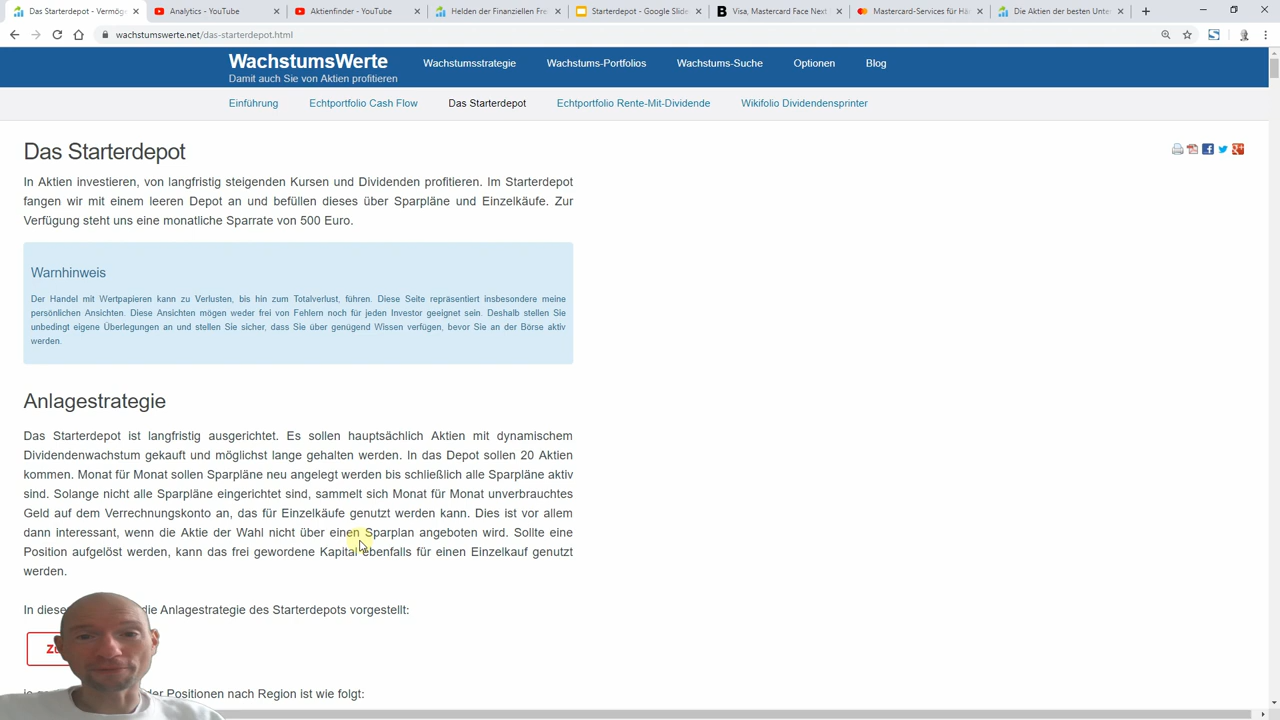 Das Starterdepot - Vermöge
Analytics - YouTube
Aktienfinder - YouTube
Helden der Finanziellen Fre
Starterdepot - Google Slide
Visa, Mastercard Face Next
Mastercard-Services für Hä
Die Aktien der besten Unte
wachstumswerte.net/das-starterdepot.html
WachstumsWerte
Damit auch Sie von Aktien profitieren
Wachstumsstrategie
Wachstums-Portfolios
Wachstums-Suche
Optionen
Blog
Einführung
Echtportfolio Cash Flow
Das Starterdepot
Echtportfolio Rente-Mit-Dividende
Wikifolio Dividendensprinter
Das Starterdepot
In Aktien investieren, von langfristig steigenden Kursen und Dividenden profitieren. Im Starterdepot
fangen wir mit einem leeren Depot an und befüllen dieses über Sparpläne und Einzelkäufe. Zur
Verfügung steht uns eine monatliche Sparrate von 500 Euro.
Warnhinweis
Der Handel mit Wertpapieren kann zu Verlusten, bis hin zum Totalverlust, führen. Diese Seite repräsentiert insbesondere meine
persönlichen Ansichten. Diese Ansichten mögen weder frei von Fehlern noch für jeden Investor geeignet sein. Deshalb stellen Sie
unbedingt eigene Überlegungen an und stellen Sie sicher, dass Sie über genügend Wissen verfügen, bevor Sie an der Börse aktiv
werden.
Anlagestrategie
Das Starterdepot ist langfristig ausgerichtet. Es sollen hauptsächlich Aktien mit dynamischem
Dividendenwachstum gekauft und möglichst lange gehalten werden. In das Depot sollen 20 Aktien
kommen. Monat für Monat sollen Sparpläne neu angelegt werden bis schließlich alle Sparpläne aktiv
sind. Solange nicht alle Sparpläne eingerichtet sind, sammelt sich Monat für Monat unverbrauchtes
Geld auf dem Verrechnungskonto an, das für Einzelkäufe genutzt werden kann. Dies ist vor allem
dann interessant, wenn die Aktie der Wahl nicht über einen Sparplan angeboten wird. Sollte eine
Position aufgelöst werden, kann das frei gewordene Kapital ebenfalls für einen Einzelkauf genutzt
werden.
In diese die Anlagestrategie des Starterdepots vorgestellt:
der Positionen nach Region ist wie folgt: